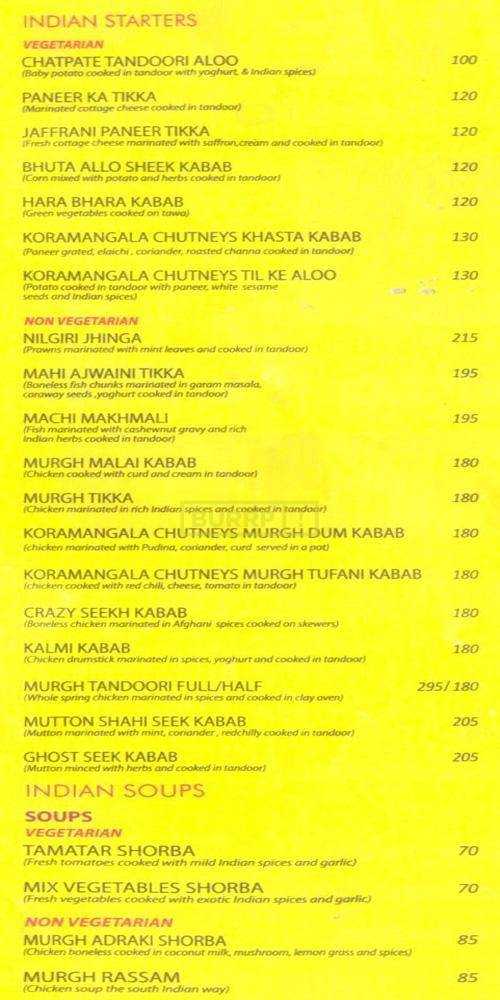 INDIAN STARTERS
VEGETARIAN
CHATPATE TANDOORI ALOO 100
(Baby potato cooked in tandoor with yoghurt, & Indian spices)
PANEER KA TIKKA 120
(Marinated cottage cheese cooked in tandoor)
JAFFRANI PANEER TIKKA 120
(Fresh cottage cheese marinated with saffron,cream and cooked in tandoor)
BHUTA ALLO SHEEK KABAB 120
(Corn mixed with potato and herbs cooked in tandoor)
HARA BHARA KABAB 120
(Green vegetables cooked on tawa)
KORAMANGALA CHUTNEYS KHASTA KABAB 130
(Paneer grated, elaichi, coriander, roasted channa cooked in tandoor)
KORAMANGALA CHUTNEYS TIL KE ALOO 130
(Potato cooked in tandoor with paneer, white sesame
seeds and Indian spices)
NON VEGETARIAN
NILGIRI JHINGA 215
(Prawns marinated with mint leaves and cooked in tandoor)
MAHI AJWAINI TIKKA 195
(Boneless fish chunks marinated in garam masala,
caraway seeds ,yoghurt cooked in tandoor)
MACHI MAKHMALI 195
(Fish marinated with cashewnut gravy and rich
Indian herbs cooked in tandoor)
MURGH MALAI KABAB 180
(Chicken cooked with curd and cream in tandoor)
MURGH TIKKA 180
(Chicken marinated in rich Indian spices and cooked in tandoor)
BURRP!
KORAMANGALA CHUTNEYS MURGH DUM KABAB 180
(chicken marinated with Pudina, coriander, curd served in a pot)
KORAMANGALA CHUTNEYS MURGH TUFANI KABAB 180
(chicken cooked with red chili, cheese, tomato in tandoor)
CRAZY SEEKH KABAB 180
(Boneless chicken marinated in Afghani spices cooked on skewers)
KALMI KABAB 180
(Chicken drumstick marinated in spices, yoghurt and cooked in tandoor)
MURGH TANDOORI FULL/HALF 295/180
(Whole spring chicken marinated in spices and cooked in clay oven)
MUTTON SHAHI SEEK KABAB 205
(Mutton marinated with mint, coriander, redchilly cooked in tandoor)
GHOST SEEK KABAB 205
(Mutton minced with herbs and cooked in tandoor)
INDIAN SOUPS
SOUPS
VEGETARIAN
TAMATAR SHORBA 70
(Fresh tomatoes cooked with mild Indian spices and garlic)
MIX VEGETABLES SHORBA 70
(Fresh vegetables cooked with exotic Indian spices and garlic)
NON VEGETARIAN
MURGH ADRAKI SHORBA 85
(Chicken boneless cooked in coconut milk, mushroom, lemon grass and spices)
MURGH RASSAM 85
(Chicken soup the south Indian way)